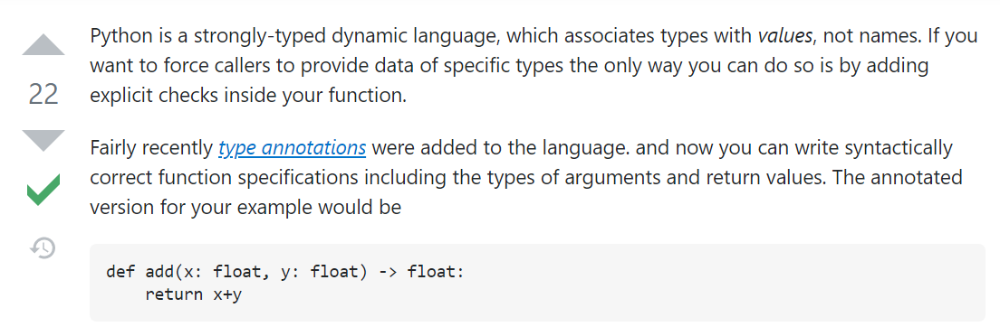 Python is a strongly-typed dynamic language, which associates types with values, not names. If you
want to force callers to provide data of specific types the only way you can do so is by adding
22
explicit checks inside your function.
Fairly recently type annotations were added to the language. and now you can write syntactically
correct function specifications including the types of arguments and return values. The annotated
version for your example would be
def add(x: float, y: float) -> float:
    return x+y